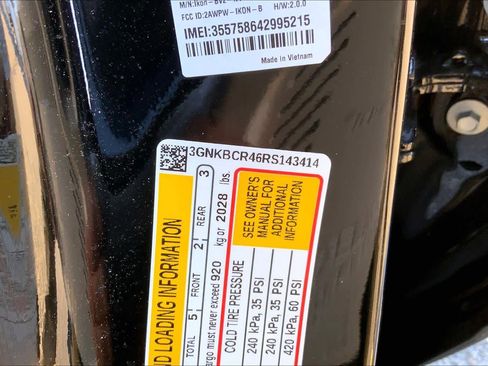 M/N:Ikon-BV2-
FCC ID:2AWPW-IKON-B H/W:2.0.0
IMEI:355758642995215
Made in Vietnam
3GNKBCR46RS143414
ND LOADING INFORMATION
TOTAL 5 FRONT 2 REAR 3
argo must never exceed 920 kg or 2028 lbs.
COLD TIRE PRESSURE
240 kPa, 35 PSI
240 kPa, 35 PSI
420 kPa, 60 PSI
SEE OWNER'S
MANUAL FOR
ADDITIONAL
INFORMATION